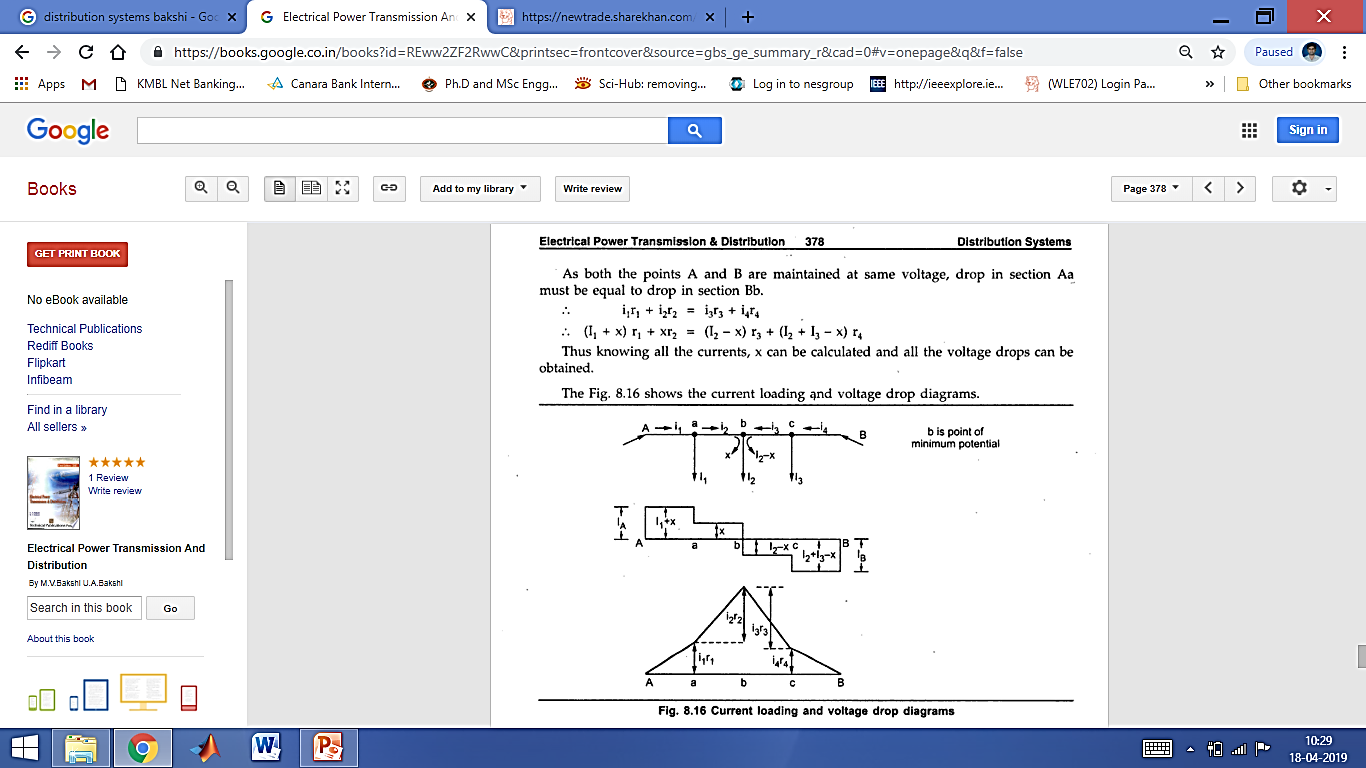 distribution systems bakshi - Goo
Electrical Power Transmission An
https://newtrade.sharekhan.com
https://books.google.co.in/books?id=REww2ZF2RwwC&printsec=frontcover&source=gbs_ge_summary_r&cad=0#v=onepage&q&f=false
Paused
Apps
KMBL Net Banking...
Canara Bank Intern...
Ph.D and MSc Engg...
Sci-Hub: removing...
Log in to nesgroup
IEEE
http://ieeexplore.ie...
(WLE702) Login Pa...
»
Other bookmarks
Google
Sign in
Books
Add to my library
Write review
Page 378
GET PRINT BOOK
No eBook available
Technical Publications
Rediff Books
Flipkart
Infibeam
Find in a library
All sellers »
1 Review
Write review
Electrical Power Transmission And
Distribution
By M.V.Bakshi U.A.Bakshi
Search in this book
Go
About this book
Electrical Power Transmission & Distribution 378 Distribution Systems
As both the points A and B are maintained at same voltage, drop in section Aa
must be equal to drop in section Bb.
∴ i₁r₁ + i₂r₂ = i₃r₃ + i₄r₄
∴ (I₁ + x) r₁ + xr₂ = (I₂ − x) r₃ + (I₂ + I₃ − x) r₄
Thus knowing all the currents, x can be calculated and all the voltage drops can be
obtained.
The Fig. 8.16 shows the current loading and voltage drop diagrams.
A i₁ a i₂ b i₃ c i₄ B
b is point of
minimum potential
x I₂−x
I₁ I₂ I₃
I_A I₁+x x
A a b I₂−x c B
I₂+I₃−x I_B
i₂r₂ i₃r₃
i₁r₁ i₄r₄
A a b c B
Fig. 8.16 Current loading and voltage drop diagrams
10:29
18-04-2019